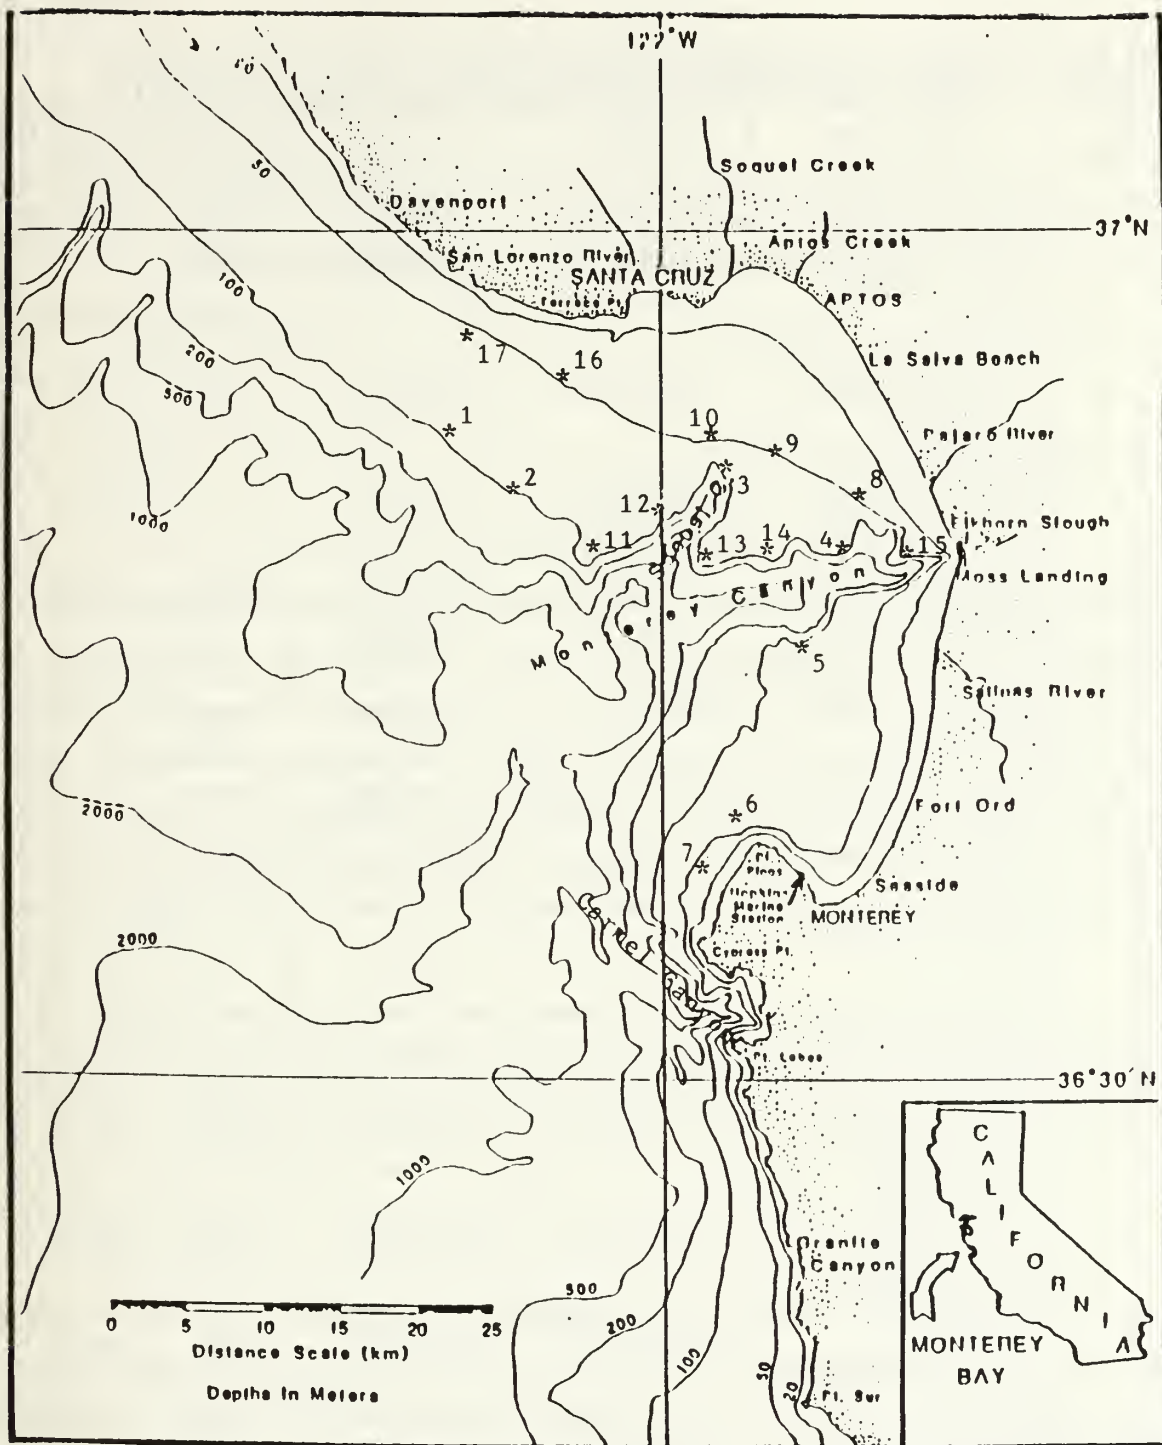 122°W
50
Soquel Creek
Davenport
37°N
Aptos Creek
San Lorenzo River
SANTA CRUZ
100
Terrace Pt.
APTOS
17
200
La Selva Beach
16
500
1
10
Pajaro River
9
2
3
8
12
1000
Elkhorn Slough
11
13
14
4
15
Moss Landing
Monterey Canyon
5
Salinas River
2000
6
Fort Ord
7
Pt. Pinos
Seaside
Hopkins
Marine
Station
MONTEREY
Carmel Canyon
2000
Cypress Pt.
Pt. Lobos
36°30'N
CALIFORNIA
1000
Granite
Canyon
500
200
100
50
20
0 5 10 15 20 25
Distance Scale (km)
Depths in Meters
MONTEREY
BAY
Pt. Sur